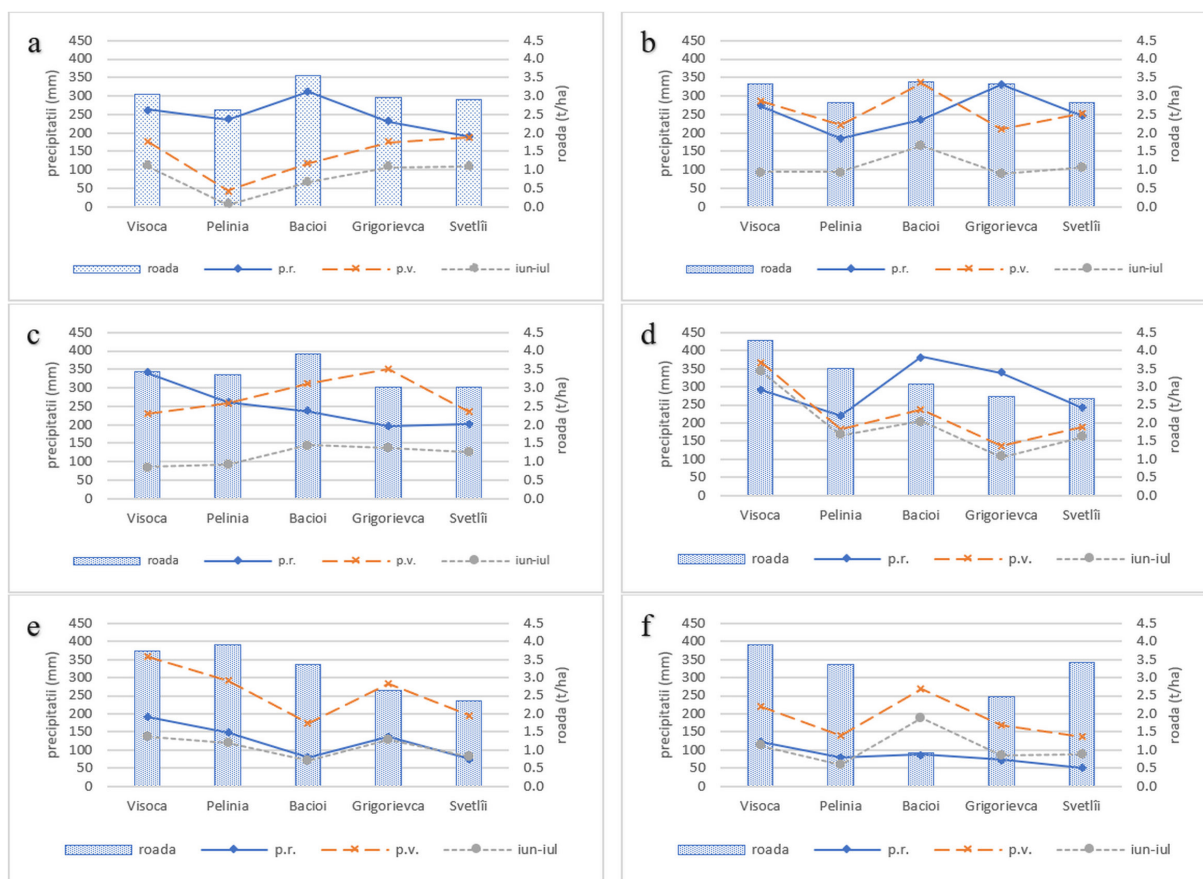 a
450 400 350 300 250 200 150 100 50 0
precipitatii (mm)
4.5 4.0 3.5 3.0 2.5 2.0 1.5 1.0 0.5 0.0
roada (t/ha)
Visoca Pelinia Bacioi Grigorievca Svetlîi
roada p.r. p.v. iun-iul
b
450 400 350 300 250 200 150 100 50 0
precipitatii (mm)
4.5 4.0 3.5 3.0 2.5 2.0 1.5 1.0 0.5 0.0
roada (t/ha)
Visoca Pelinia Bacioi Grigorievca Svetlîi
roada p.r. p.v. iun-iul
c
450 400 350 300 250 200 150 100 50 0
precipitatii (mm)
4.5 4.0 3.5 3.0 2.5 2.0 1.5 1.0 0.5 0.0
roada (t/ha)
Visoca Pelinia Bacioi Grigorievca Svetlîi
roada p.r. p.v. iun-iul
d
450 400 350 300 250 200 150 100 50 0
precipitatii (mm)
4.5 4.0 3.5 3.0 2.5 2.0 1.5 1.0 0.5 0.0
roada (t/ha)
Visoca Pelinia Bacioi Grigorievca Svetlîi
roada p.r. p.v. iun-iul
e
450 400 350 300 250 200 150 100 50 0
precipitatii (mm)
4.5 4.0 3.5 3.0 2.5 2.0 1.5 1.0 0.5 0.0
roada (t/ha)
Visoca Pelinia Bacioi Grigorievca Svetlîi
roada p.r. p.v. iun-iul
f
450 400 350 300 250 200 150 100 50 0
precipitatii (mm)
4.5 4.0 3.5 3.0 2.5 2.0 1.5 1.0 0.5 0.0
roada (t/ha)
Visoca Pelinia Bacioi Grigorievca Svetlîi
roada p.r. p.v. iun-iul